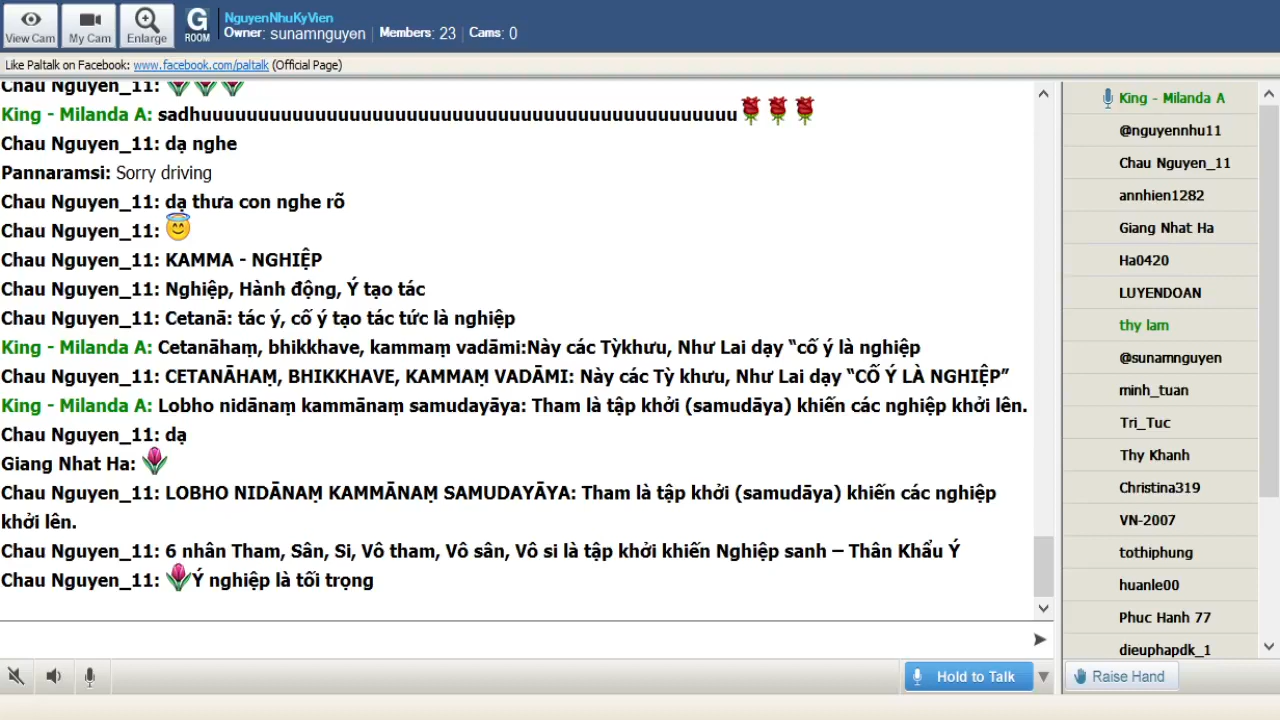 View Cam
My Cam
Enlarge
G
ROOM
NguyenNhuKyVien
Owner: sunamnguyen | Members: 23 | Cams: 0
Like Paltalk on Facebook: www.facebook.com/paltalk (Official Page)
Chau Nguyen_11:
King - Milanda A: sadhuuuuuuuuuuuuuuuuuuuuuuuuuuuuuuuuuuuuuuuuuuuuuuu
Chau Nguyen_11: dạ nghe
Pannaramsi: Sorry driving
Chau Nguyen_11: dạ thưa con nghe rõ
Chau Nguyen_11:
Chau Nguyen_11: KAMMA - NGHIỆP
Chau Nguyen_11: Nghiệp, Hành động, Ý tạo tác
Chau Nguyen_11: Cetanā: tác ý, cố ý tạo tác tức là nghiệp
King - Milanda A: Cetanāhaṃ, bhikkhave, kammaṃ vadāmi:Này các Tỳkhưu, Như Lai dạy “cố ý là nghiệp
Chau Nguyen_11: CETANĀHAṂ, BHIKKHAVE, KAMMAṂ VADĀMI: Này các Tỳ khưu, Như Lai dạy “CỐ Ý LÀ NGHIỆP”
King - Milanda A: Lobho nidānaṃ kammānaṃ samudayāya: Tham là tập khởi (samudāya) khiến các nghiệp khởi lên.
Chau Nguyen_11: dạ
Giang Nhat Ha:
Chau Nguyen_11: LOBHO NIDĀNAṂ KAMMĀNAṂ SAMUDAYĀYA: Tham là tập khởi (samudāya) khiến các nghiệp
khởi lên.
Chau Nguyen_11: 6 nhân Tham, Sân, Si, Vô tham, Vô sân, Vô si là tập khởi khiến Nghiệp sanh – Thân Khẩu Ý
Chau Nguyen_11: Ý nghiệp là tối trọng
King - Milanda A
@nguyennhu11
Chau Nguyen_11
annhien1282
Giang Nhat Ha
Ha0420
LUYENDOAN
thy lam
@sunamnguyen
minh_tuan
Tri_Tuc
Thy Khanh
Christina319
VN-2007
tothiphung
huanle00
Phuc Hanh 77
dieuphapdk_1
Hold to Talk
Raise Hand